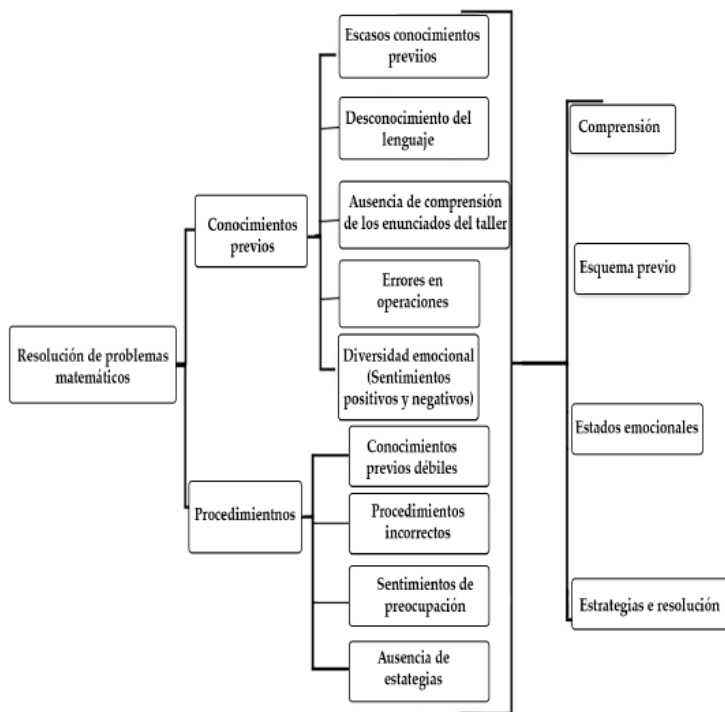 Resolución de problemas
matemáticos
Conocimientos
previos
Escasos conocimientos
previios
Desconocimiento del
lenguaje
Ausencia de comprensión
de los enunciados del taller
Errores en
operaciones
Diversidad emocional
(Sentimientos
positivos y negativos)
Procedimientnos
Conocimientos
previos débiles
Procedimientos
incorrectos
Sentimientos de
preocupación
Ausencia de
estategias
Comprensión
Esquema previo
Estados emocionales
Estrategias e resolución